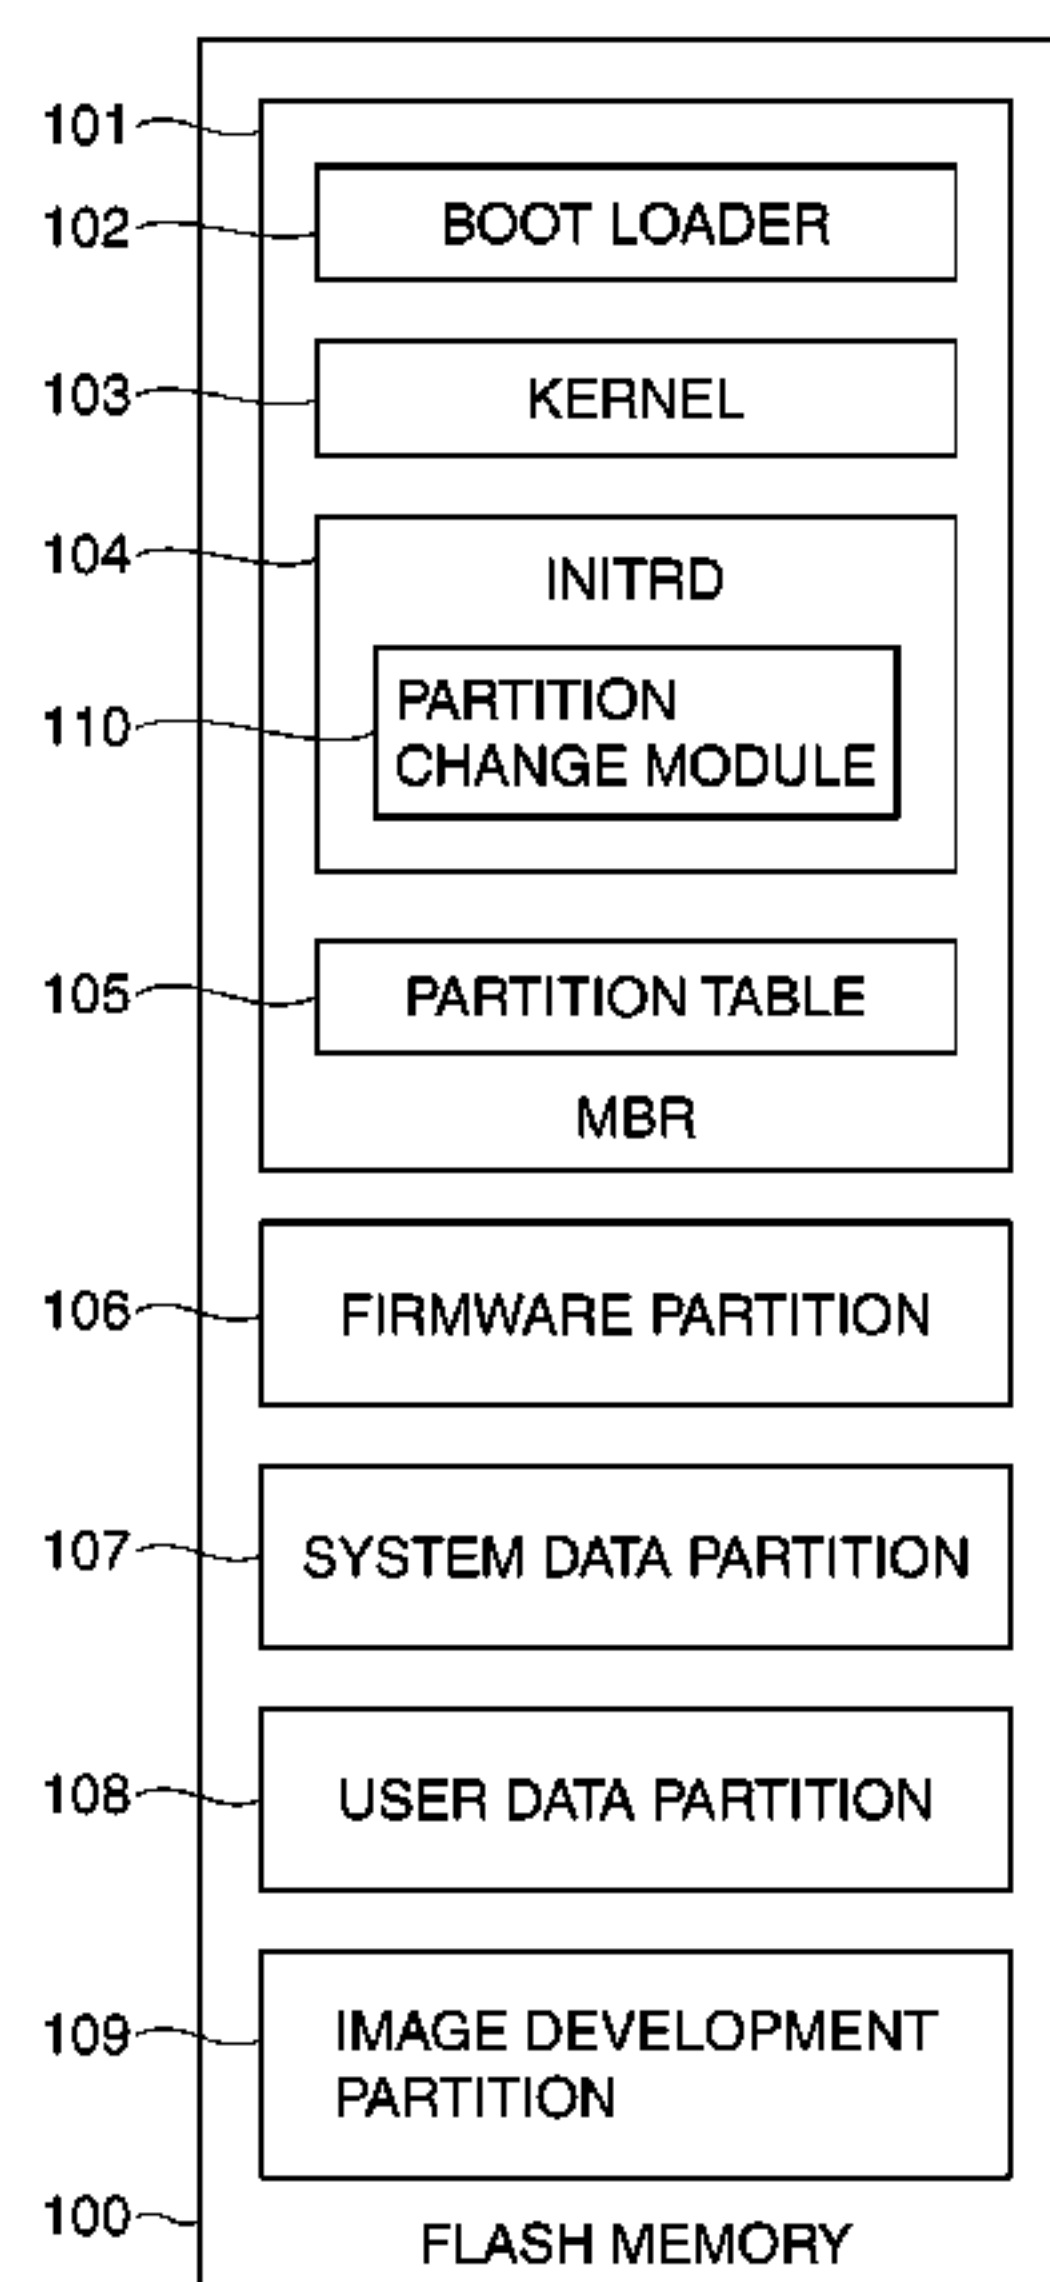 101
102
BOOT LOADER
103
KERNEL
104
INITRD
110
PARTITION
CHANGE MODULE
105
PARTITION TABLE
MBR
106
FIRMWARE PARTITION
107
SYSTEM DATA PARTITION
108
USER DATA PARTITION
109
IMAGE DEVELOPMENT
PARTITION
100
FLASH MEMORY